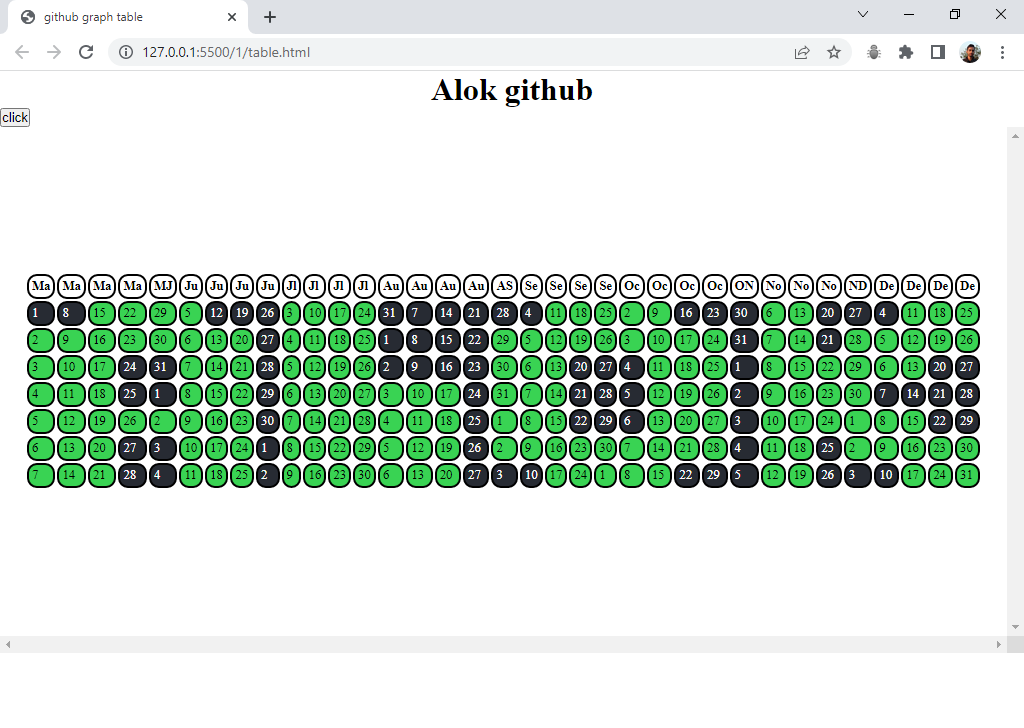 github graph table
127.0.0.1:5500/1/table.html
Alok github
click
Ma Ma Ma Ma MJ Ju Ju Ju Ju Jl Jl Jl Jl Au Au Au Au AS Se Se Se Se Oc Oc Oc Oc ON No No No ND De De De De
1 8 15 22 29 5 12 19 26 3 10 17 24 31 7 14 21 28 4 11 18 25 2 9 16 23 30 6 13 20 27 4 11 18 25
2 9 16 23 30 6 13 20 27 4 11 18 25 1 8 15 22 29 5 12 19 26 3 10 17 24 31 7 14 21 28 5 12 19 26
3 10 17 24 31 7 14 21 28 5 12 19 26 2 9 16 23 30 6 13 20 27 4 11 18 25 1 8 15 22 29 6 13 20 27
4 11 18 25 1 8 15 22 29 6 13 20 27 3 10 17 24 31 7 14 21 28 5 12 19 26 2 9 16 23 30 7 14 21 28
5 12 19 26 2 9 16 23 30 7 14 21 28 4 11 18 25 1 8 15 22 29 6 13 20 27 3 10 17 24 1 8 15 22 29
6 13 20 27 3 10 17 24 1 8 15 22 29 5 12 19 26 2 9 16 23 30 7 14 21 28 4 11 18 25 2 9 16 23 30
7 14 21 28 4 11 18 25 2 9 16 23 30 6 13 20 27 3 10 17 24 1 8 15 22 29 5 12 19 26 3 10 17 24 31